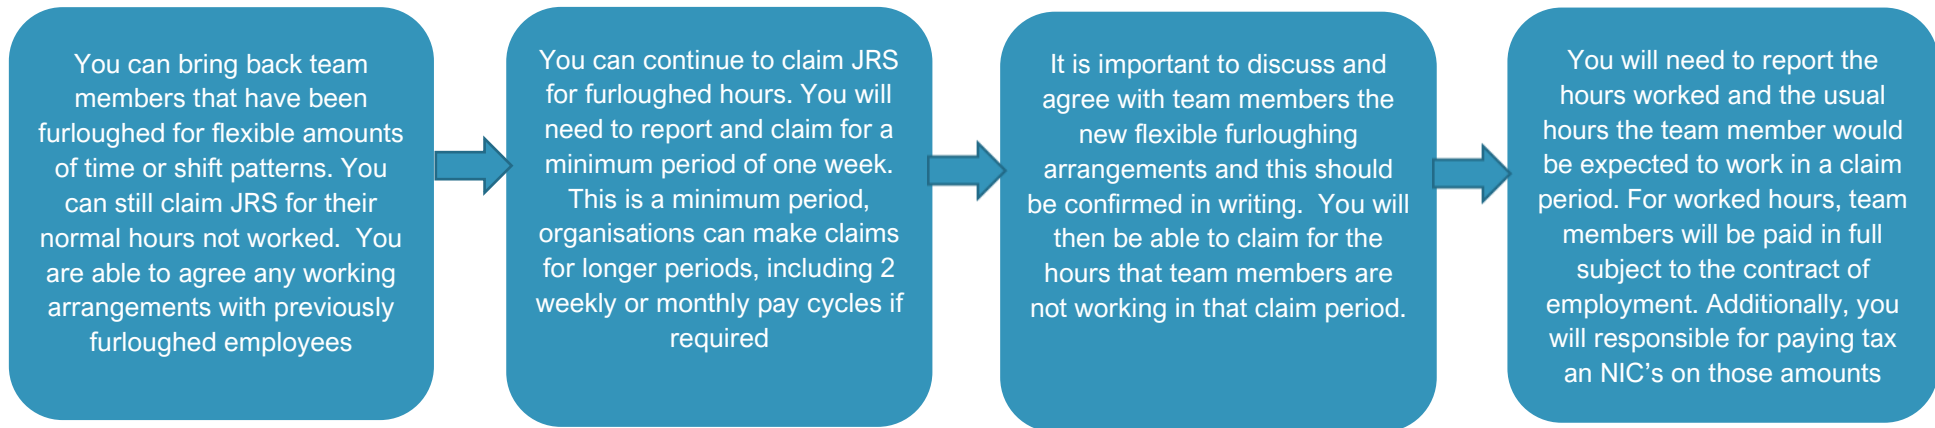 You can bring back team
members that have been
furloughed for flexible amounts
of time or shift patterns. You
can still claim JRS for their
normal hours not worked.  You
are able to agree any working
arrangements with previously
furloughed employees
You can continue to claim JRS
for furloughed hours. You will
need to report and claim for a
minimum period of one week.
This is a minimum period,
organisations can make claims
for longer periods, including 2
weekly or monthly pay cycles if
required
It is important to discuss and
agree with team members the
new flexible furloughing
arrangements and this should
be confirmed in writing.  You will
then be able to claim for the
hours that team members are
not working in that claim period.
You will need to report the
hours worked and the usual
hours the team member would
be expected to work in a claim
period. For worked hours, team
members will be paid in full
subject to the contract of
employment. Additionally, you
will responsible for paying tax
an NIC's on those amounts